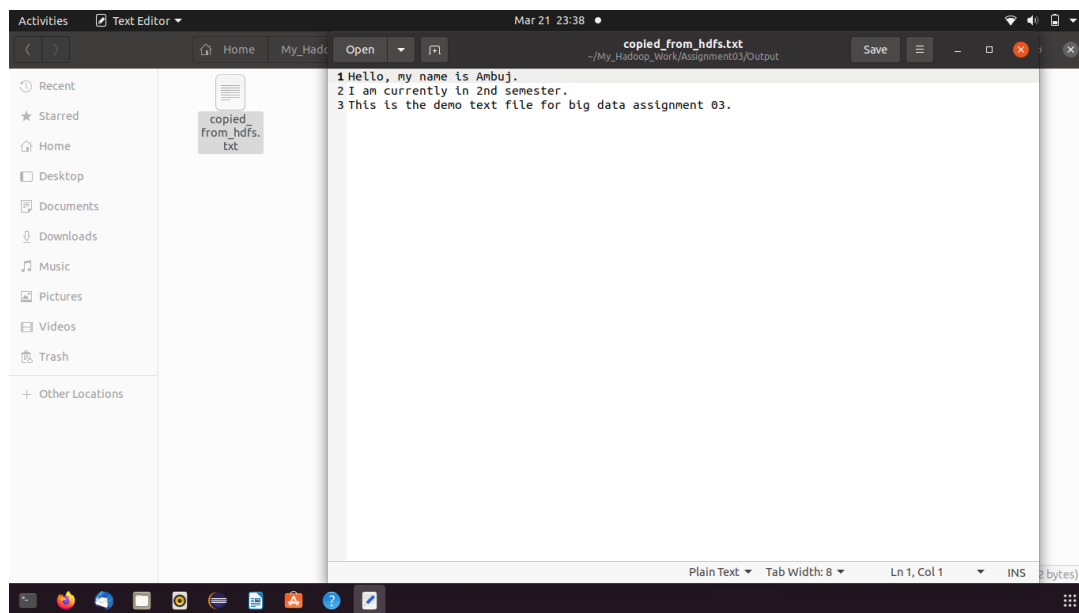 Activities Text Editor Mar 21 23:38
Home My_Hadc Open copied_from_hdfs.txt Save
~/My_Hadoop_Work/Assignment03/Output
Recent
Starred
Home
Desktop
Documents
Downloads
Music
Pictures
Videos
Trash
+ Other Locations
copied_
from_hdfs.
txt
1 Hello, my name is Ambuj.
2 I am currently in 2nd semester.
3 This is the demo text file for big data assignment 03.
Plain Text Tab Width: 8 Ln 1, Col 1 INS
2 bytes)